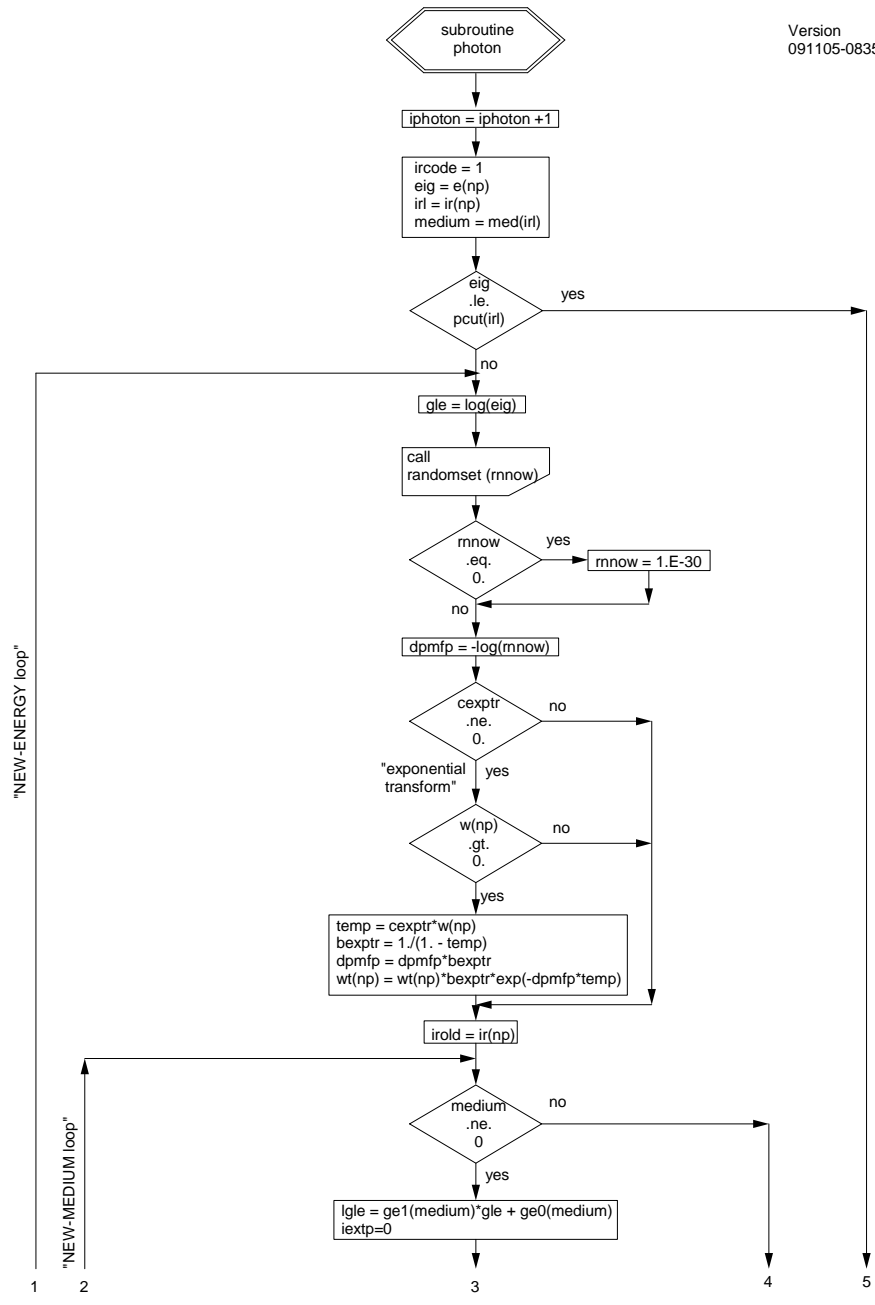 subroutine
photon
Version
091105-0835
iphoton = iphoton +1
ircode = 1
eig = e(np)
irl = ir(np)
medium = med(irl)
eig
.le.
pcut(irl)
yes
no
gle = log(eig)
call
randomset (rnnow)
rnnow
.eq.
0.
yes
rnnow = 1.E-30
no
dpmfp = -log(rnnow)
cexptr
.ne.
0.
no
"exponential
transform"
yes
w(np)
.gt.
0.
no
yes
temp = cexptr*w(np)
bexptr = 1./(1. - temp)
dpmfp = dpmfp*bexptr
wt(np) = wt(np)*bexptr*exp(-dpmfp*temp)
irold = ir(np)
"NEW-ENERGY loop"
"NEW-MEDIUM loop"
medium
.ne.
0
no
yes
lgle = ge1(medium)*gle + ge0(medium)
iextp=0
1 2 3 4 5